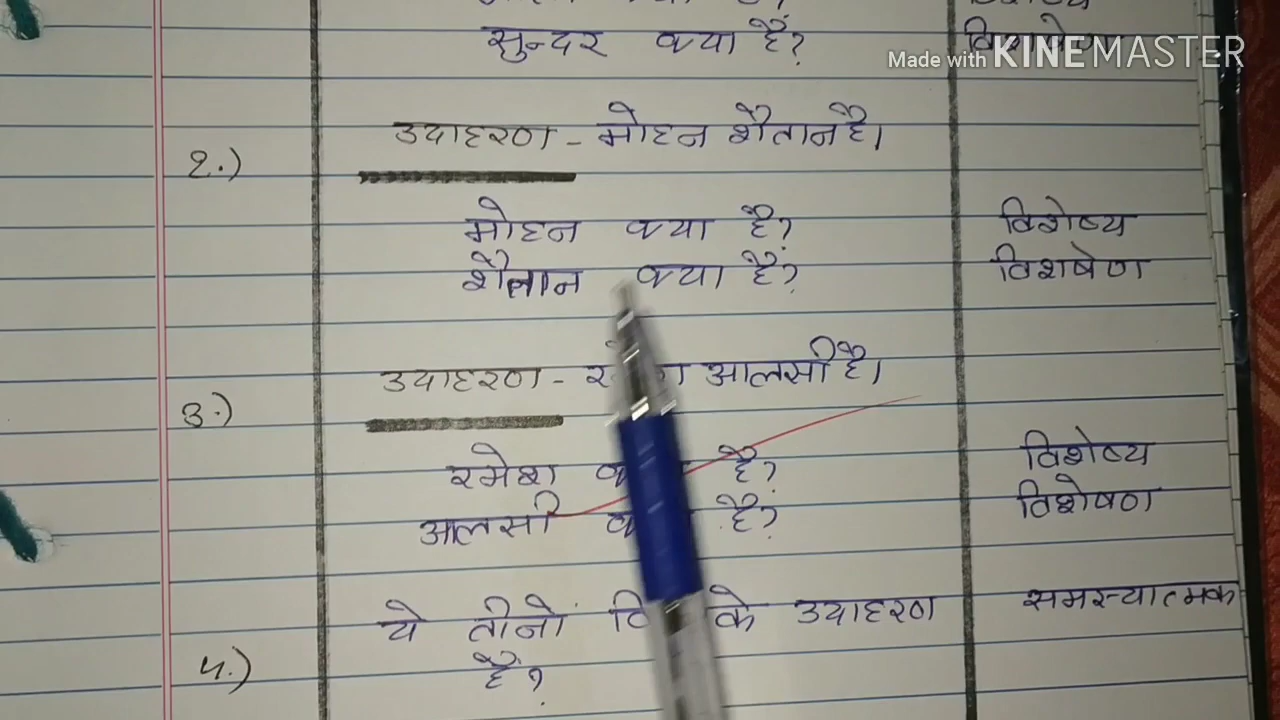 सुन्दर क्या हैं?
Made with KINEMASTER
2.) उदाहरण - मोहन शैतान है।
मोहन क्या है? विशेष्य
शैतान क्या हैं? विशषेण
3.) उदाहरण - आलसी है।
रमेश है? विशेष्य
आलसी है? विशेषण
4.) ये तीनो के उदाहरण समस्यात्मक
हैं?